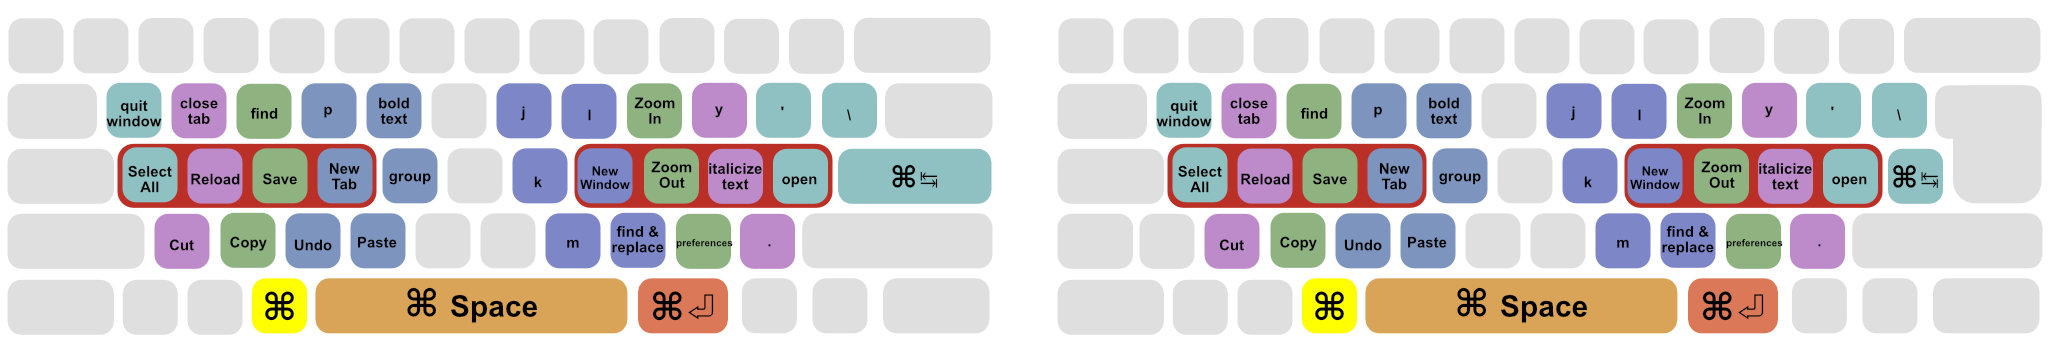 quit window close tab find p bold text j l Zoom In y ' \
Select All Reload Save New Tab group k New Window Zoom Out italicize text open ⌘ ↹
Cut Copy Undo Paste m find & replace preferences .
⌘ ⌘ Space ⌘ ⏎
quit window close tab find p bold text j l Zoom In y ' \
Select All Reload Save New Tab group k New Window Zoom Out italicize text open ⌘ ↹
Cut Copy Undo Paste m find & replace preferences .
⌘ ⌘ Space ⌘ ⏎